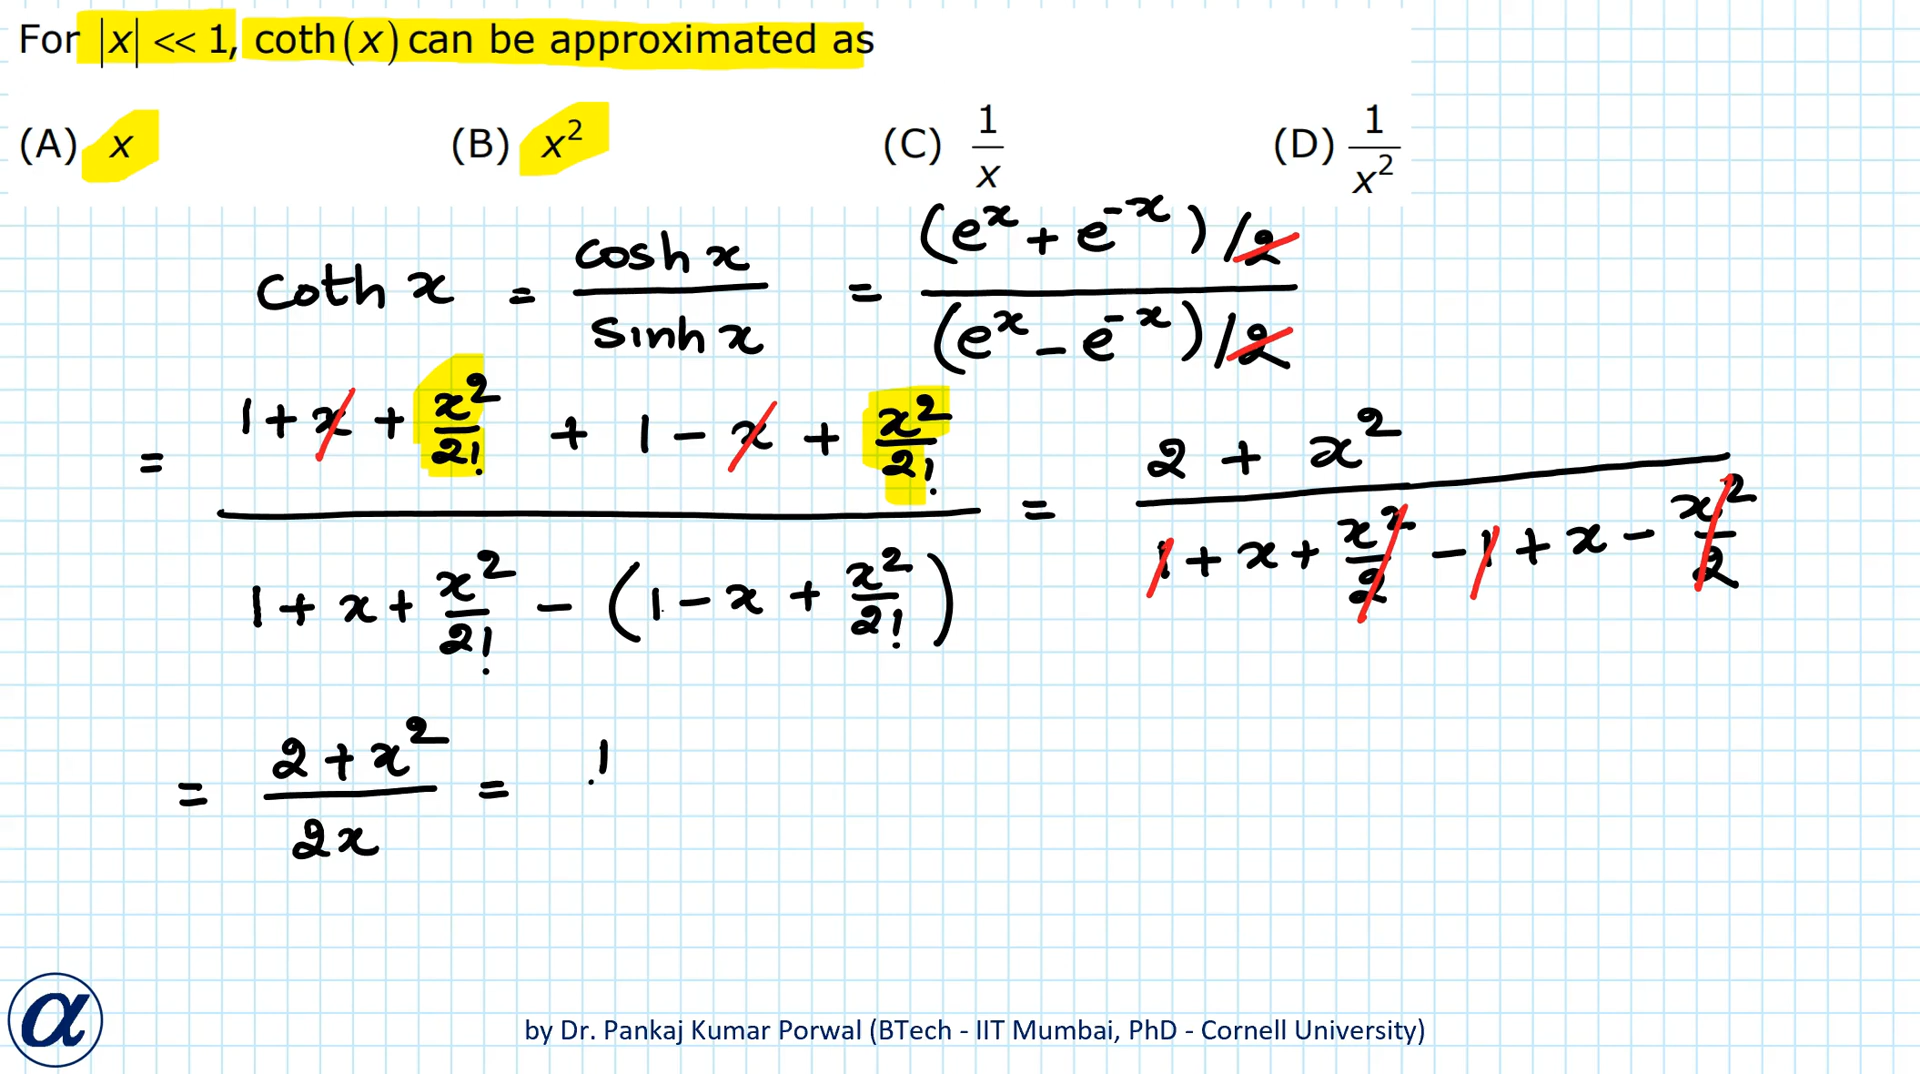 For |x| << 1, coth(x) can be approximated as
(A) x (B) x² (C) 1/x (D) 1/x²
coth x = cosh x / sinh x = (eˣ + e⁻ˣ)/2 / (eˣ - e⁻ˣ)/2
= 1 + x + x²/2! + 1 - x + x²/2! / 1 + x + x²/2! - (1 - x + x²/2!) = 2 + x² / 1 + x + x²/2 - 1 + x - x²/2
= 2 + x² / 2x = 1
α
by Dr. Pankaj Kumar Porwal (BTech - IIT Mumbai, PhD - Cornell University)